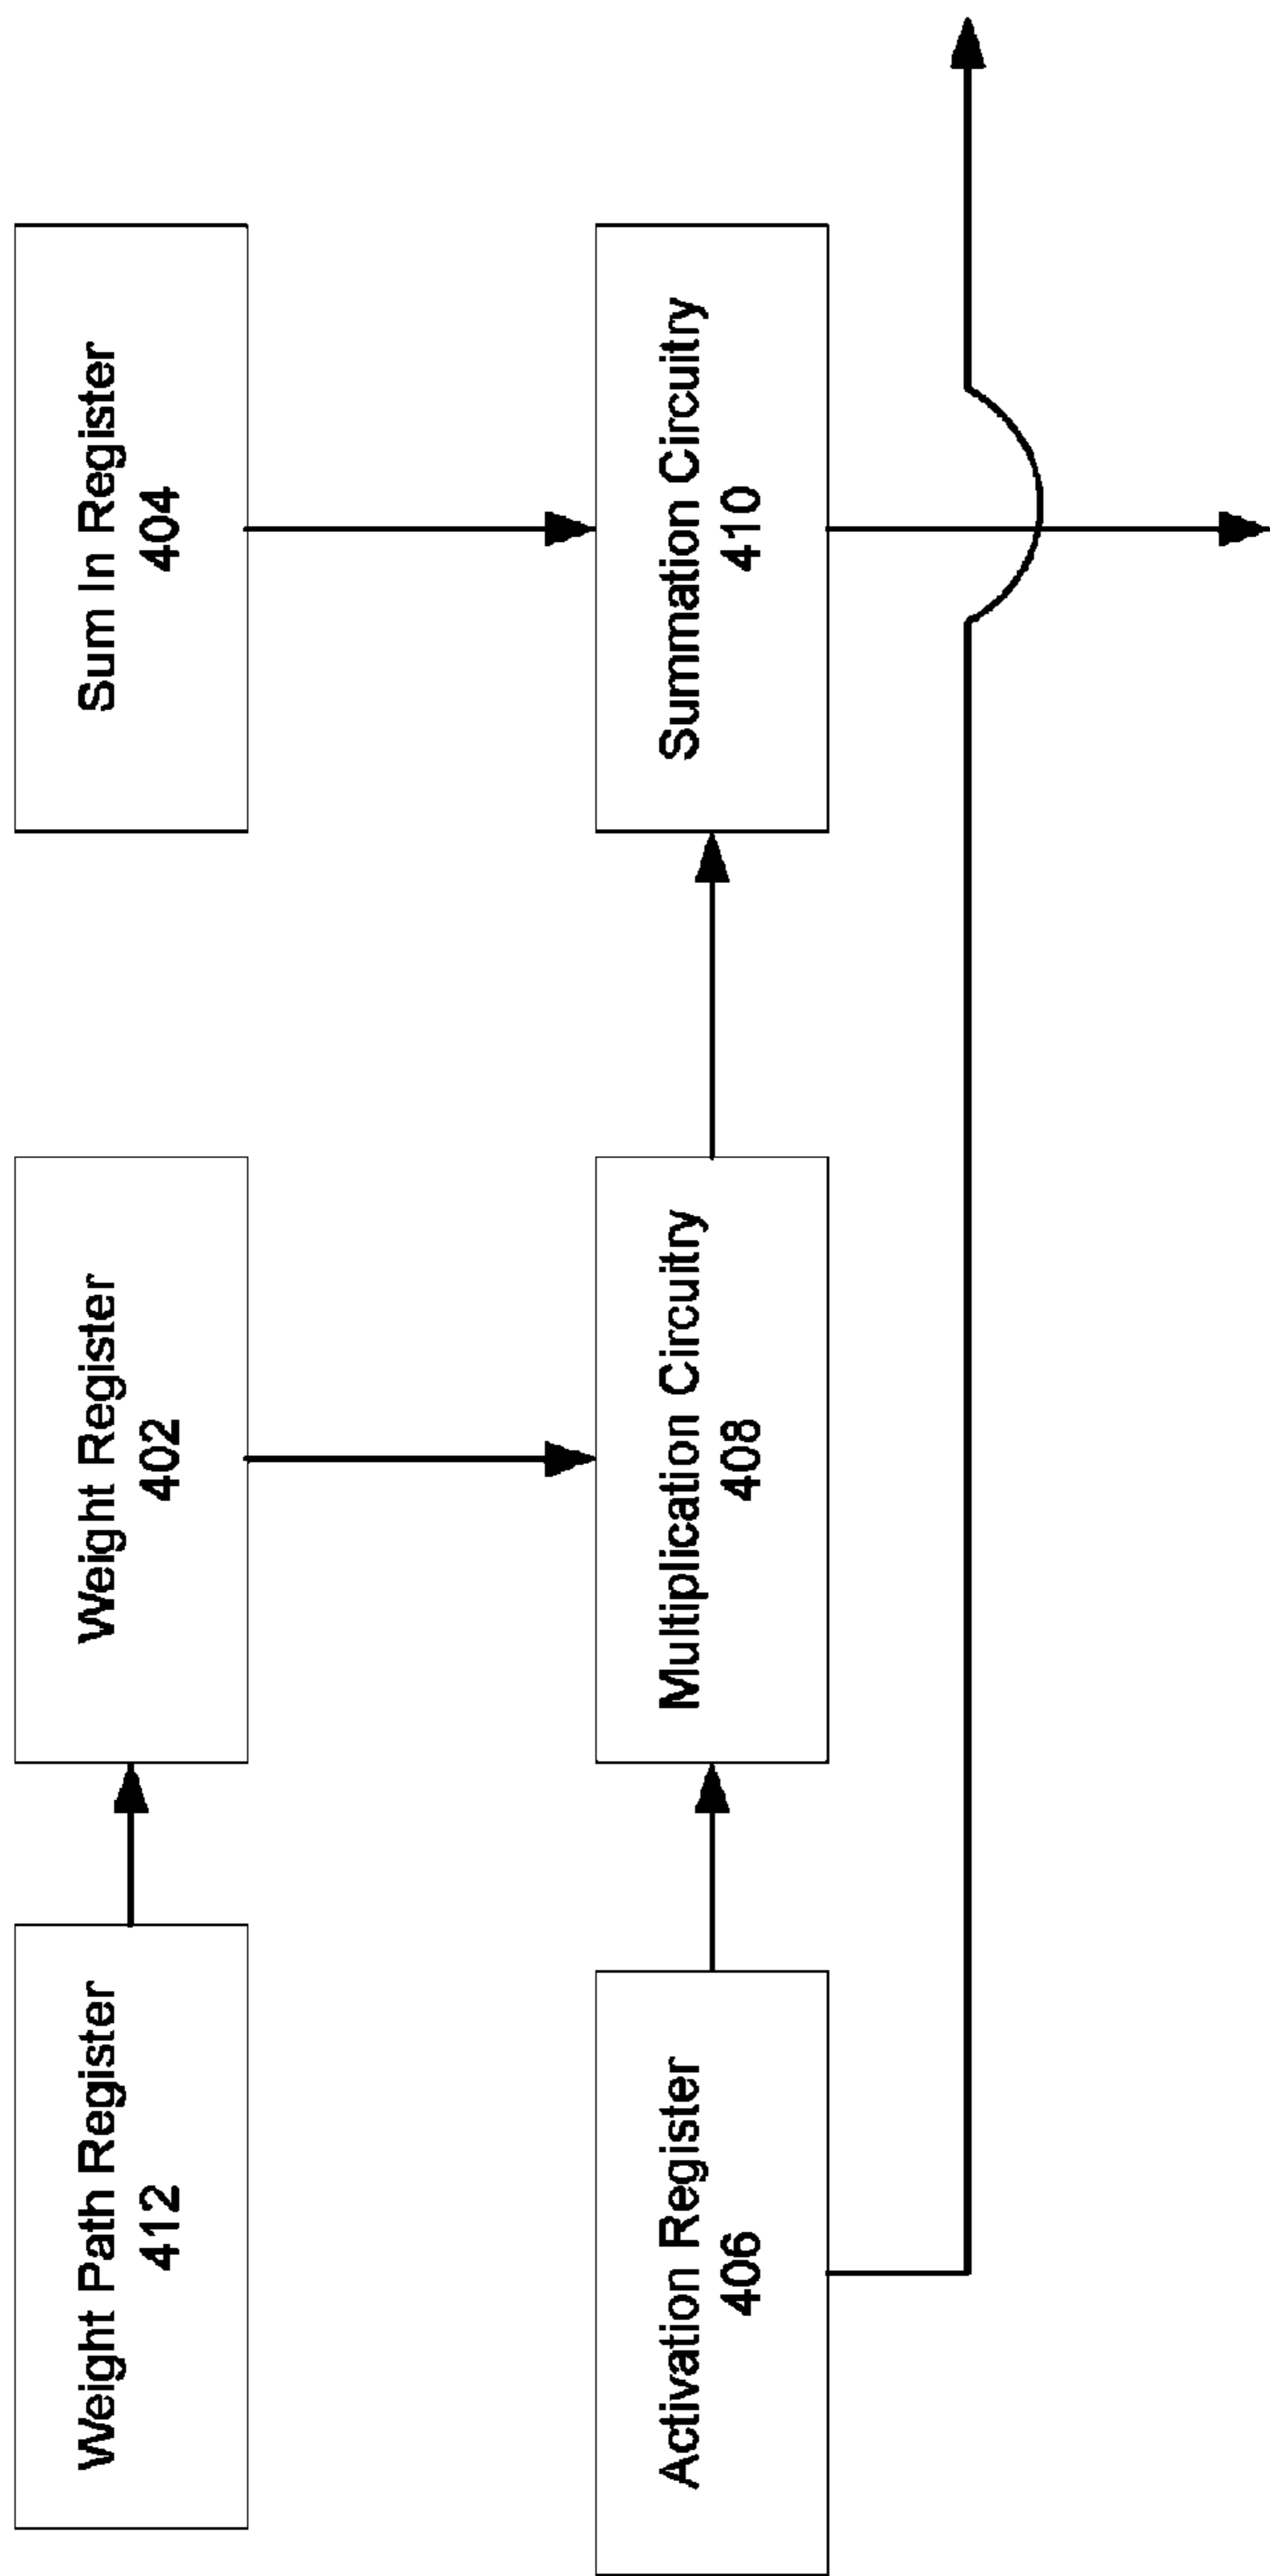 Weight Path Register
412
Weight Register
402
Sum In Register
404
Activation Register
406
Multiplication Circuitry
408
Summation Circuitry
410